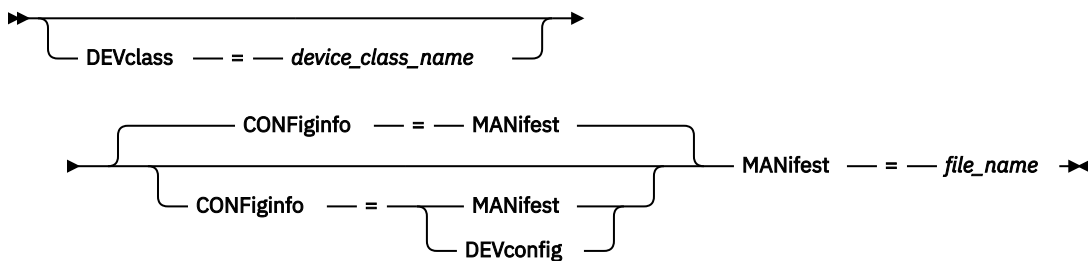 DEVclass = device_class_name
CONFiginfo = MANifest
MANifest = file_name
CONFiginfo = MANifest
DEVconfig